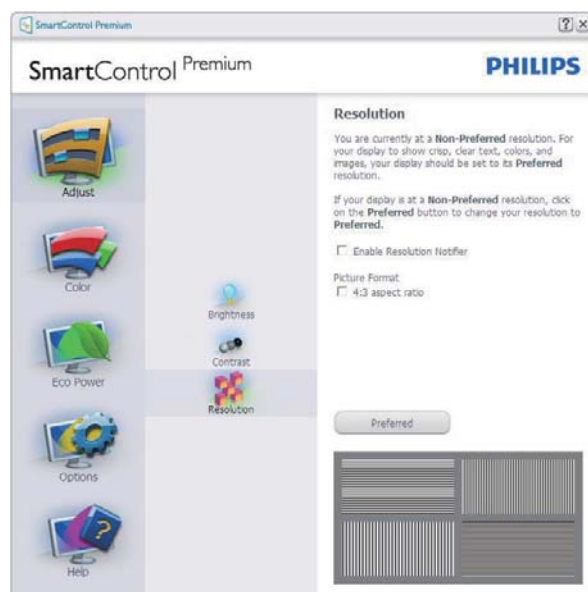 SmartControl Premium
SmartControl Premium
PHILIPS
Adjust
Color
Eco Power
Options
Help
Brightness
Contrast
Resolution
Resolution
You are currently at a Non-Preferred resolution. For
your display to show crisp, clear text, colors, and
images, your display should be set to its Preferred
resolution.
If your display is at a Non-Preferred resolution, click
on the Preferred button to change your resolution to
Preferred.
Enable Resolution Notifier
Picture Format
4:3 aspect ratio
Preferred